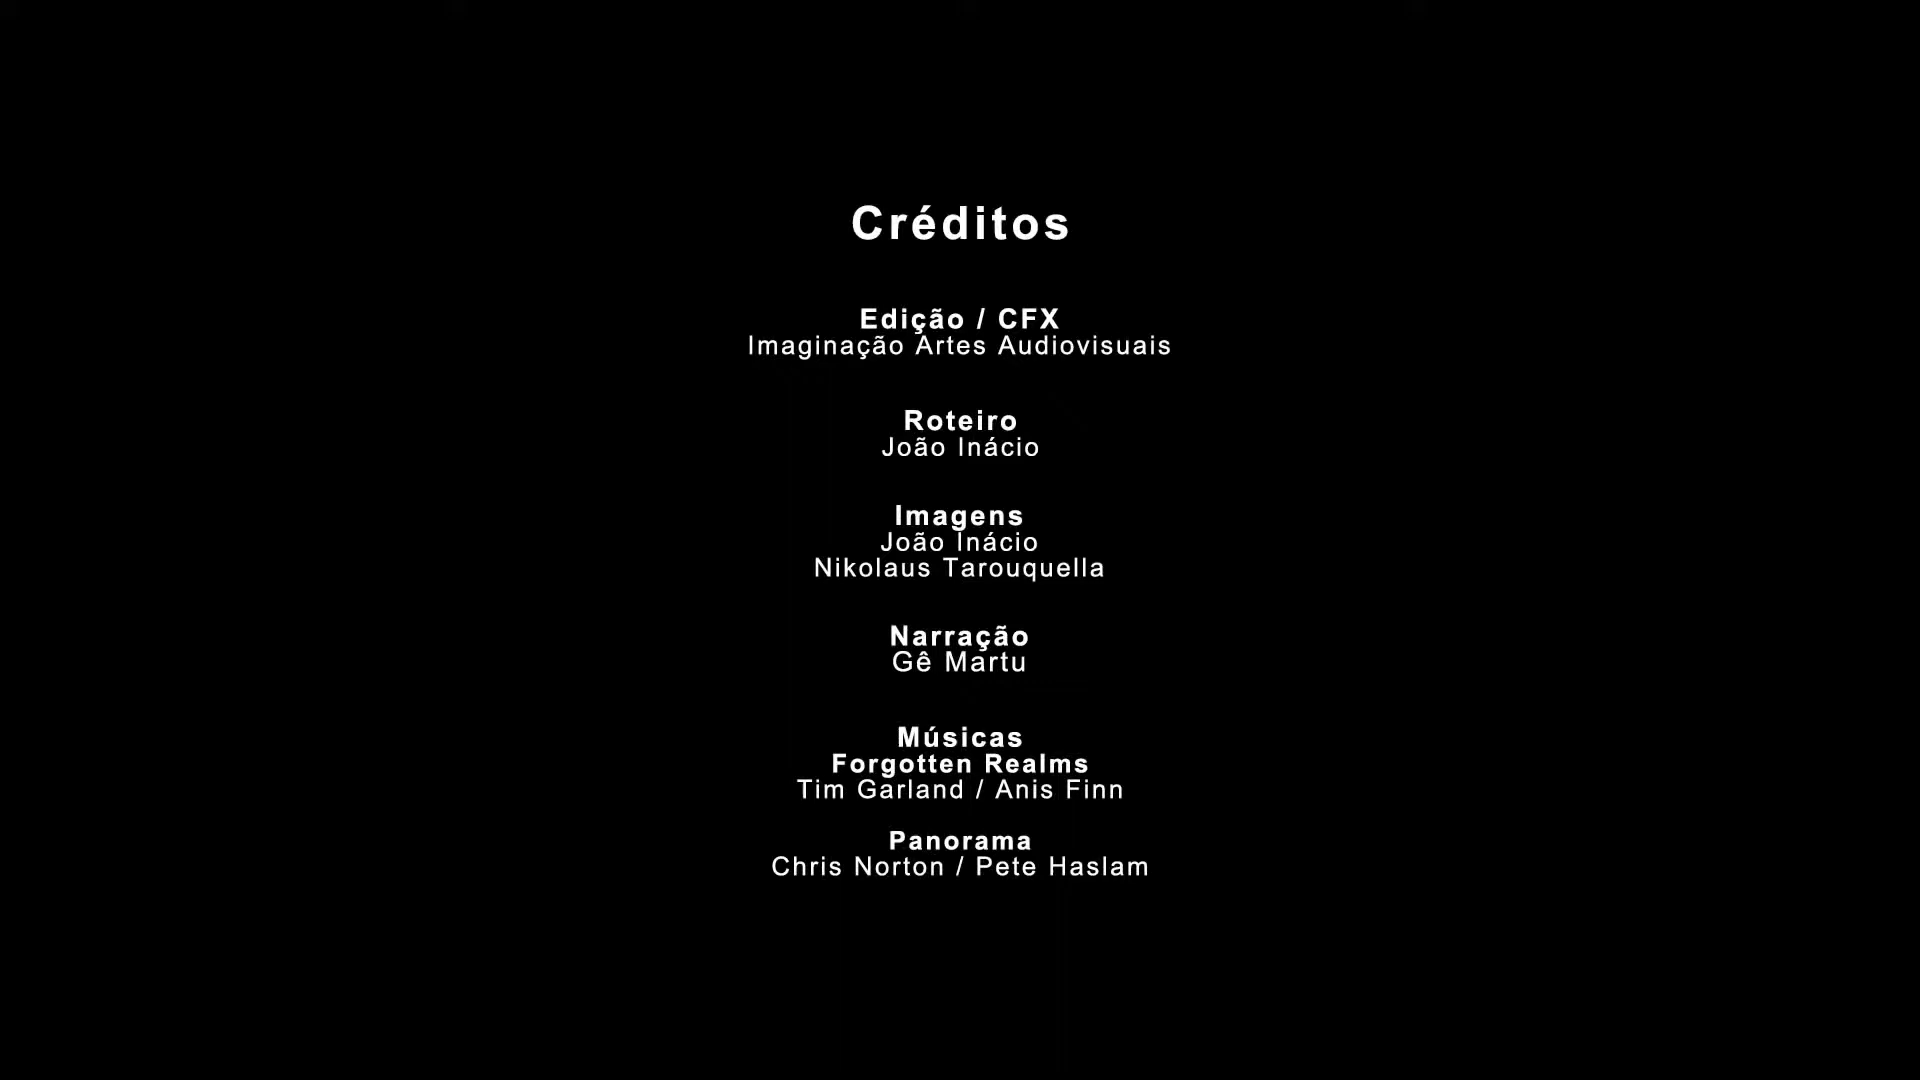 Créditos
Edição / CFX
Imaginação Artes Audiovisuais
Roteiro
João Inácio
Imagens
João Inácio
Nikolaus Tarouquella
Narração
Gê Martu
Músicas
Forgotten Realms
Tim Garland / Anis Finn
Panorama
Chris Norton / Pete Haslam